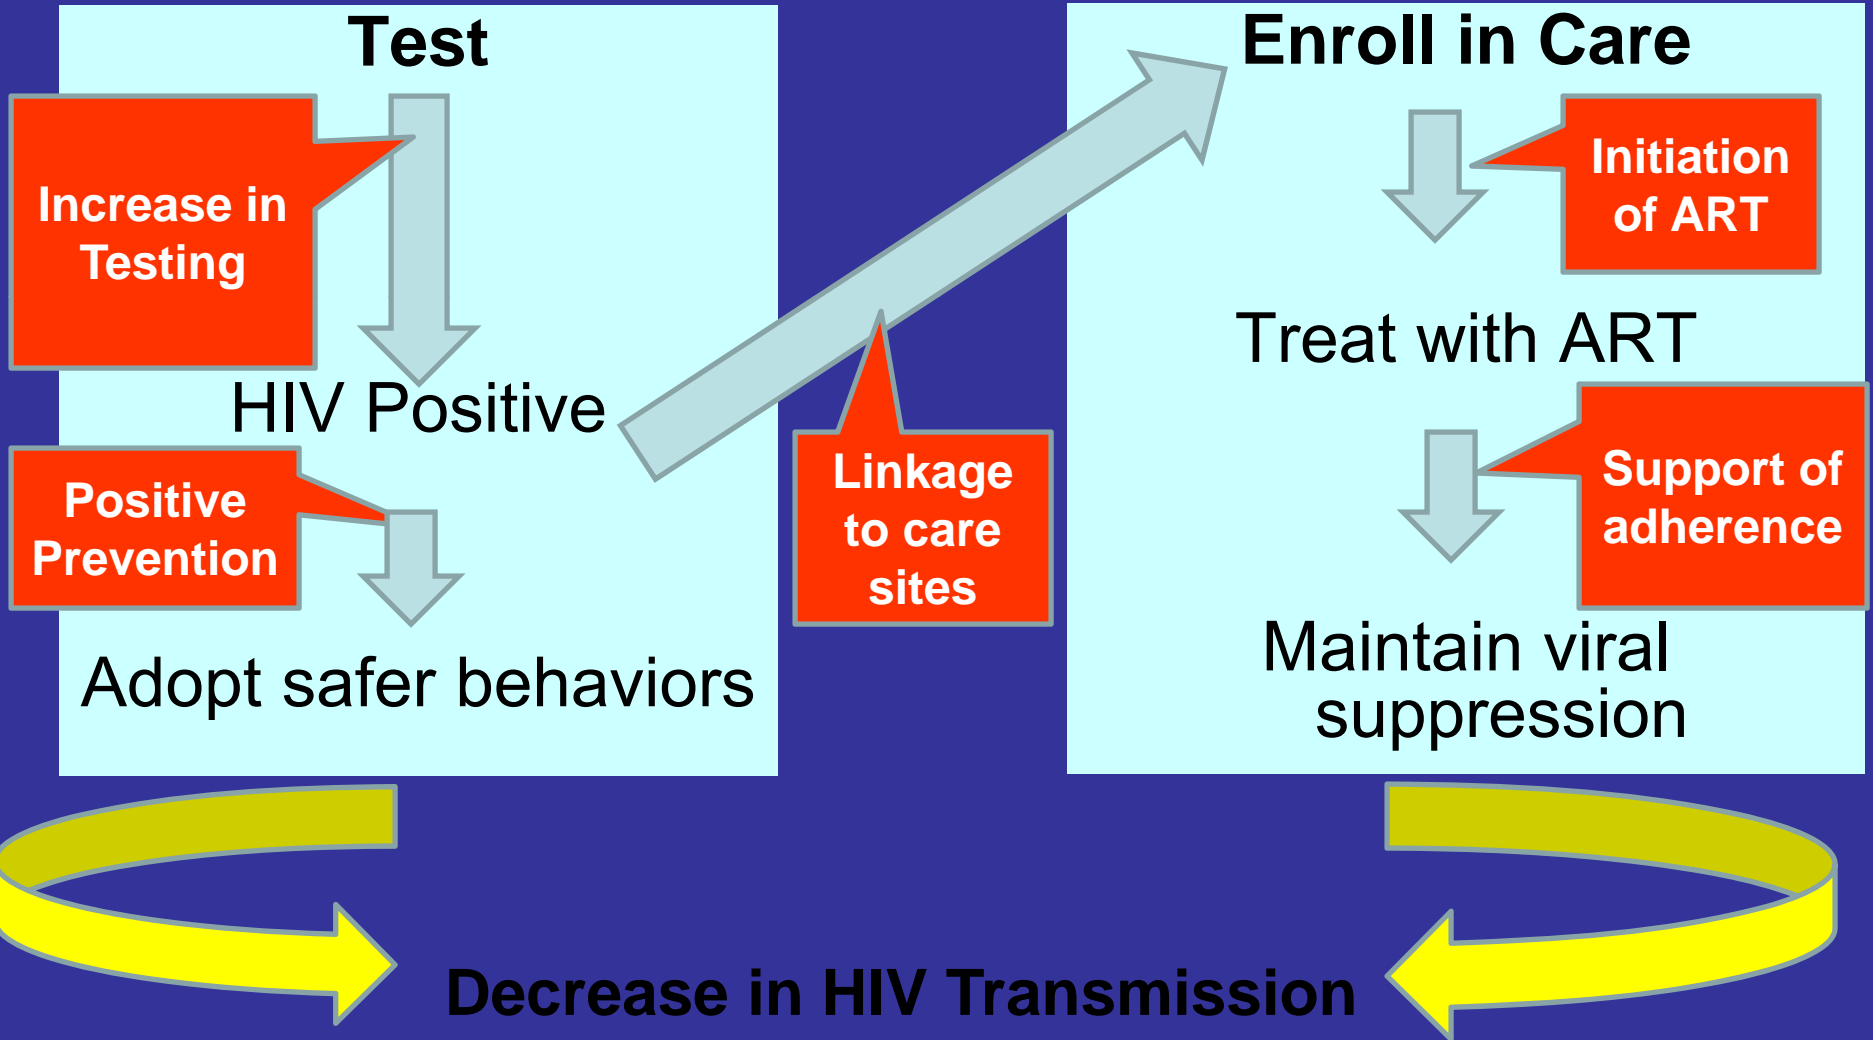 Test
Increase in
Testing
HIV Positive
Positive
Prevention
Adopt safer behaviors
Linkage
to care
sites
Enroll in Care
Initiation
of ART
Treat with ART
Support of
adherence
Maintain viral
suppression
Decrease in HIV Transmission